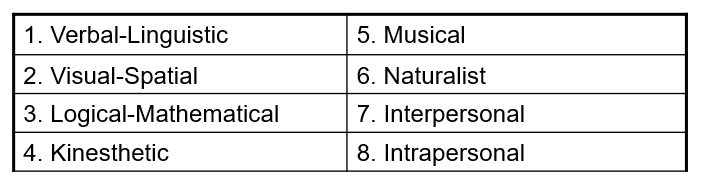 1. Verbal-Linguistic
2. Visual-Spatial
3. Logical-Mathematical
4. Kinesthetic
5. Musical
6. Naturalist
7. Interpersonal
8. Intrapersonal